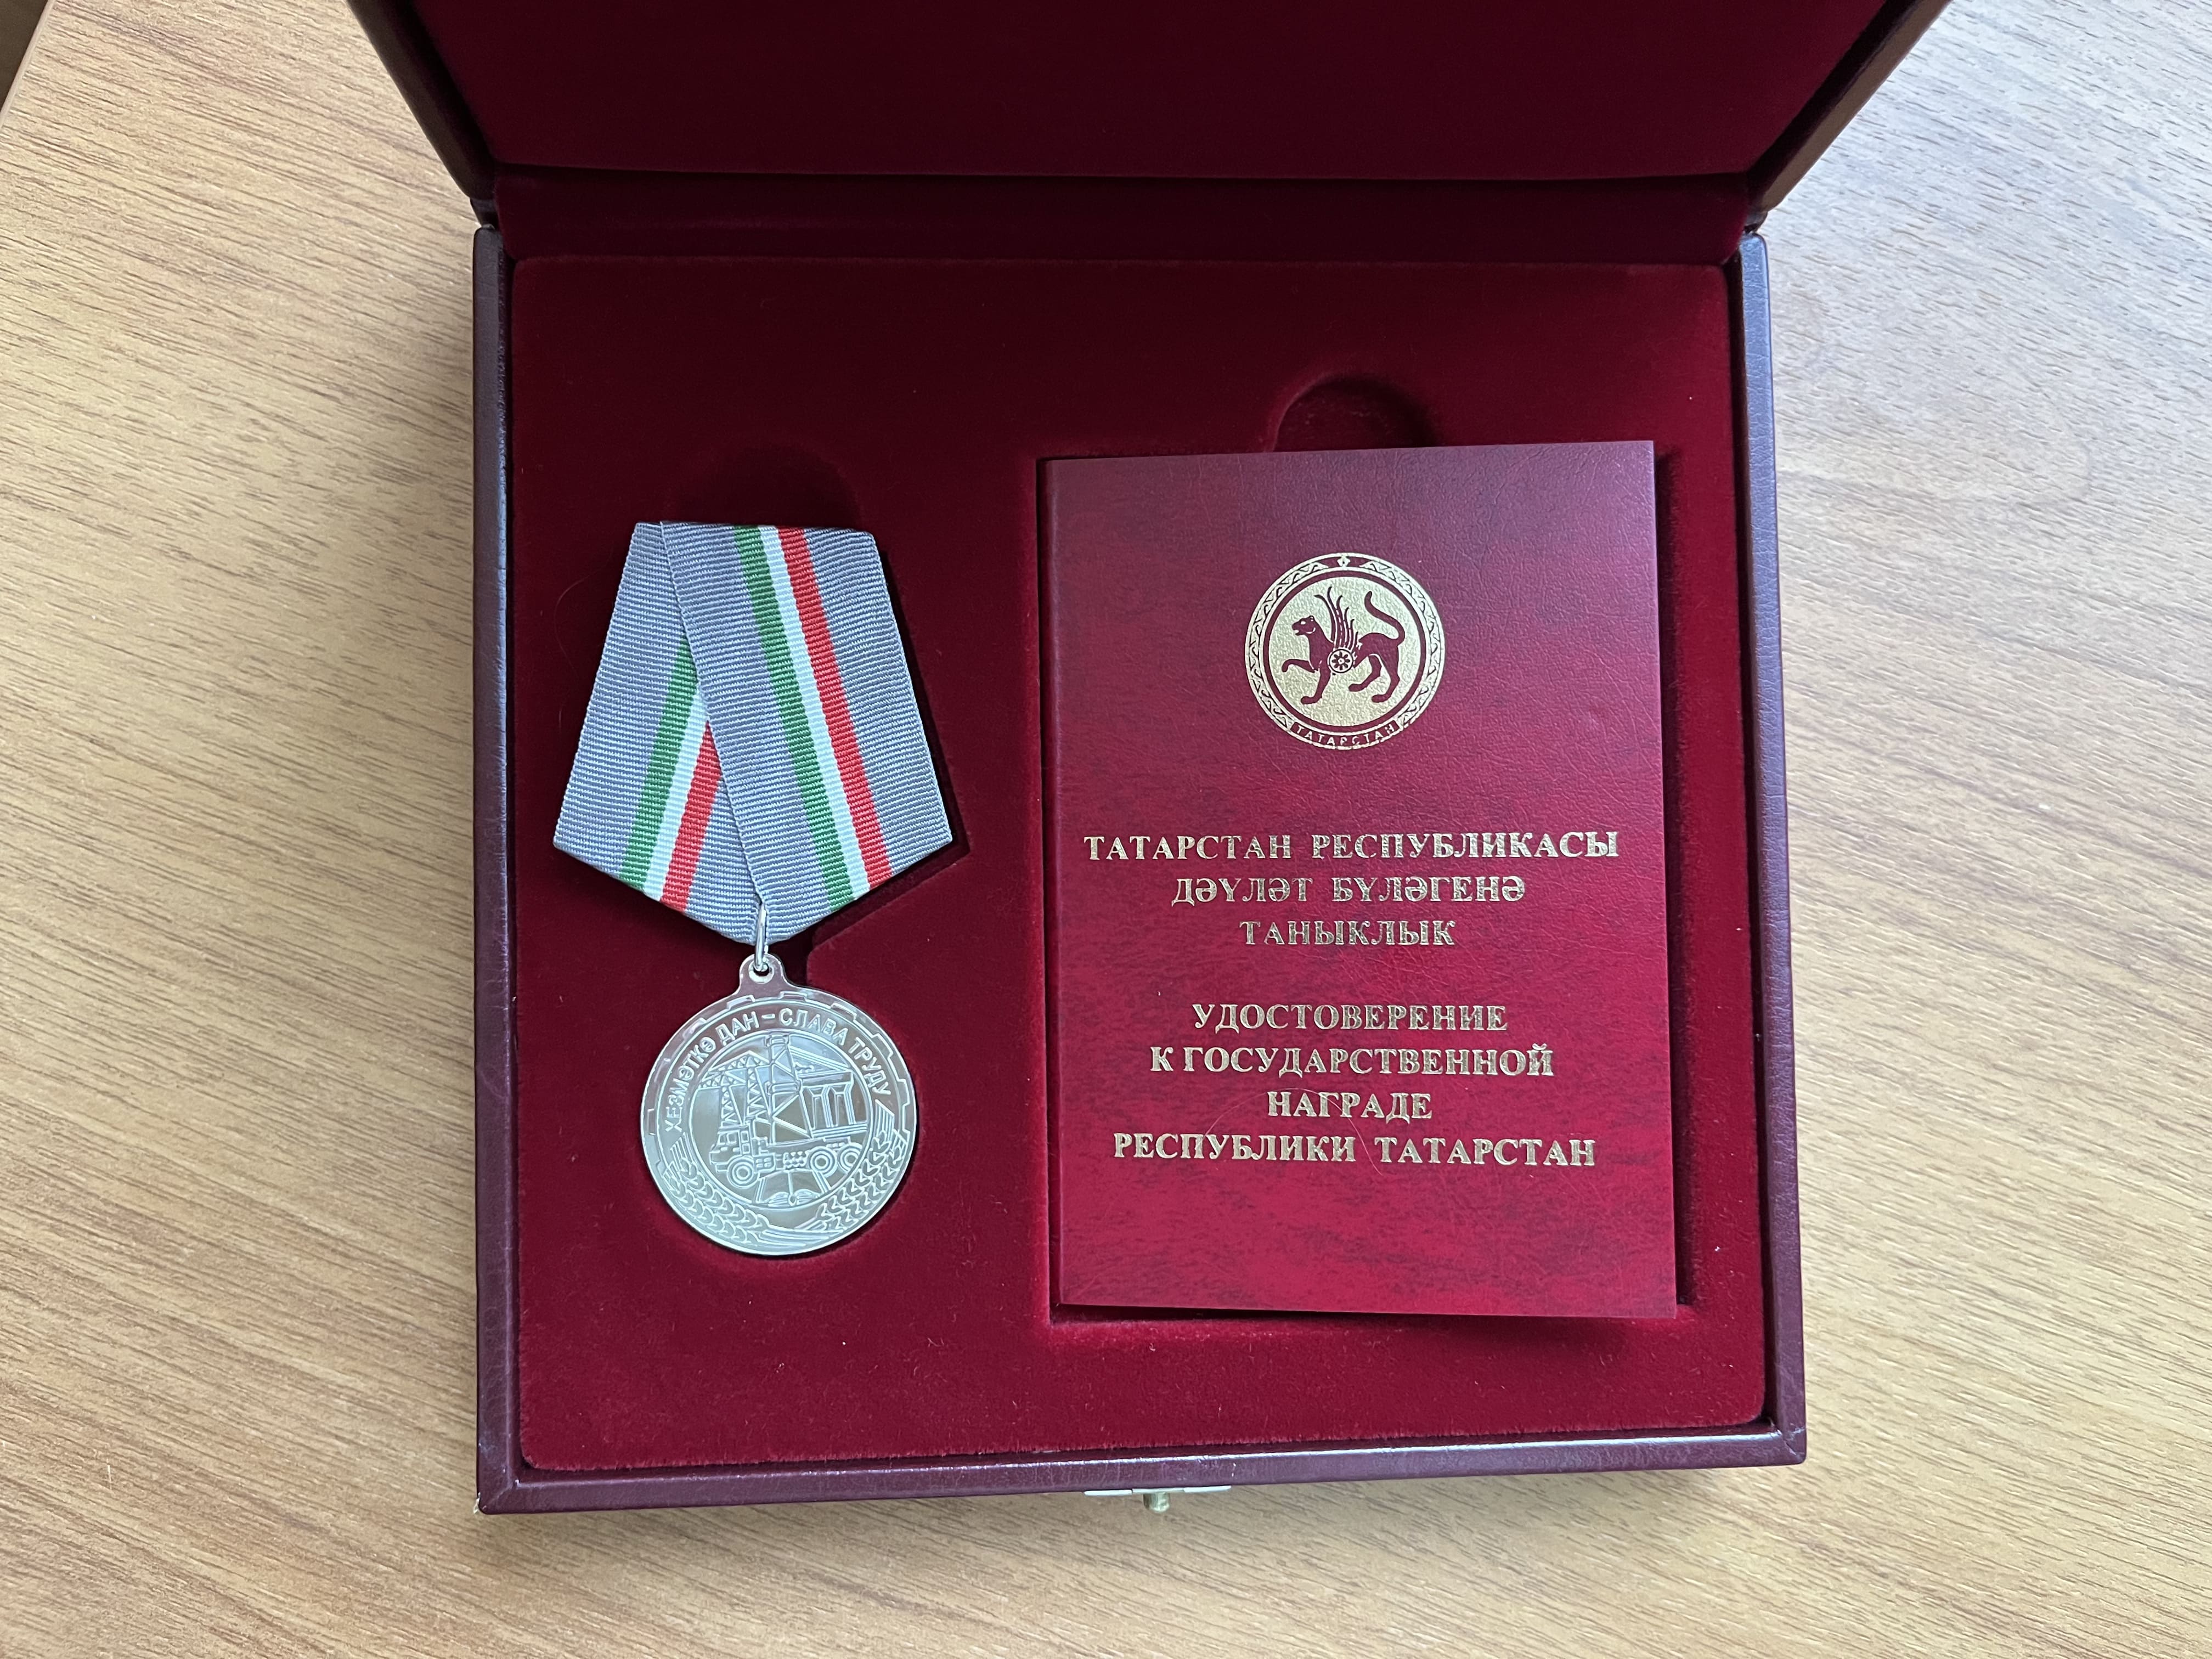 ХЕЗМӘТКӘ ДАН – СЛАВА ТРУДУ
ТАТАРСТАН
ТАТАРСТАН РЕСПУБЛИКАСЫ
ДӘҮЛӘТ БҮЛӘГЕНӘ
ТАНЫКЛЫК
УДОСТОВЕРЕНИЕ
К ГОСУДАРСТВЕННОЙ
НАГРАДЕ
РЕСПУБЛИКИ ТАТАРСТАН